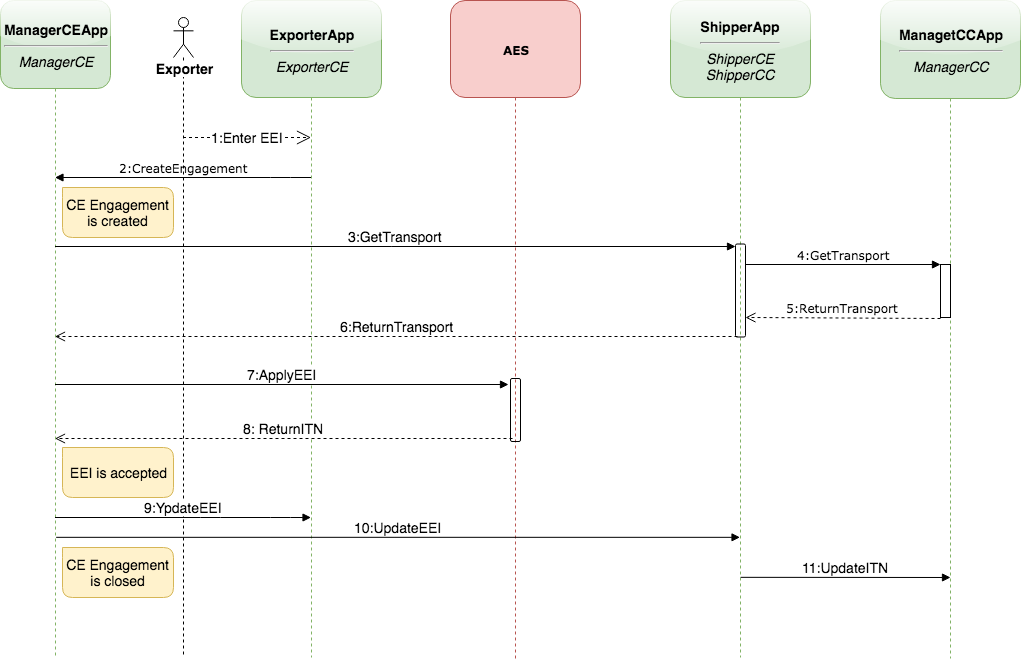 ManagerCEApp
ManagerCE
Exporter
ExporterApp
ExporterCE
AES
ShipperApp
ShipperCE
ShipperCC
ManagetCCApp
ManagerCC
1:Enter EEI
2:CreateEngagement
CE Engagement
is created
3:GetTransport
4:GetTransport
5:ReturnTransport
6:ReturnTransport
7:ApplyEEI
8: ReturnITN
EEI is accepted
9:YpdateEEI
10:UpdateEEI
CE Engagement
is closed
11:UpdateITN